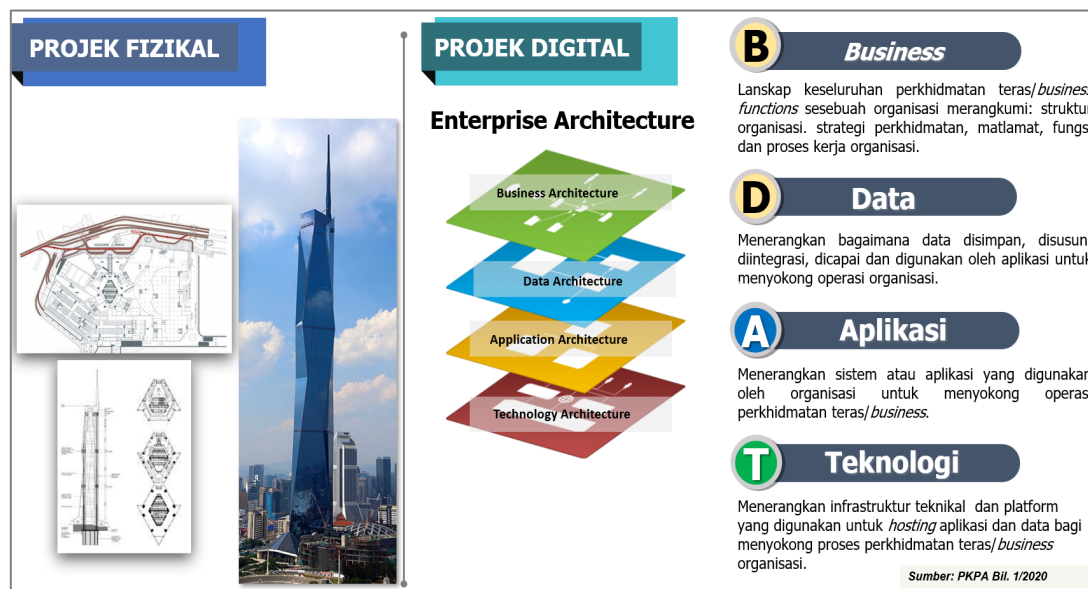 PROJEK FIZIKAL
PROJEK DIGITAL
Enterprise Architecture
Business Architecture
Data Architecture
Application Architecture
Technology Architecture
B
Business
Lanskap keseluruhan perkhidmatan teras/business
functions sesebuah organisasi merangkumi: struktur
organisasi. strategi perkhidmatan, matlamat, fungsi
dan proses kerja organisasi.
D
Data
Menerangkan bagaimana data disimpan, disusun
diintegrasi, dicapai dan digunakan oleh aplikasi untuk
menyokong operasi organisasi.
A
Aplikasi
Menerangkan sistem atau aplikasi yang digunakan
oleh organisasi untuk menyokong operas
perkhidmatan teras/business.
T
Teknologi
Menerangkan infrastruktur teknikal dan platform
yang digunakan untuk hosting aplikasi dan data bagi
menyokong proses perkhidmatan teras/business
organisasi.
Sumber: PKPA Bil. 1/2020